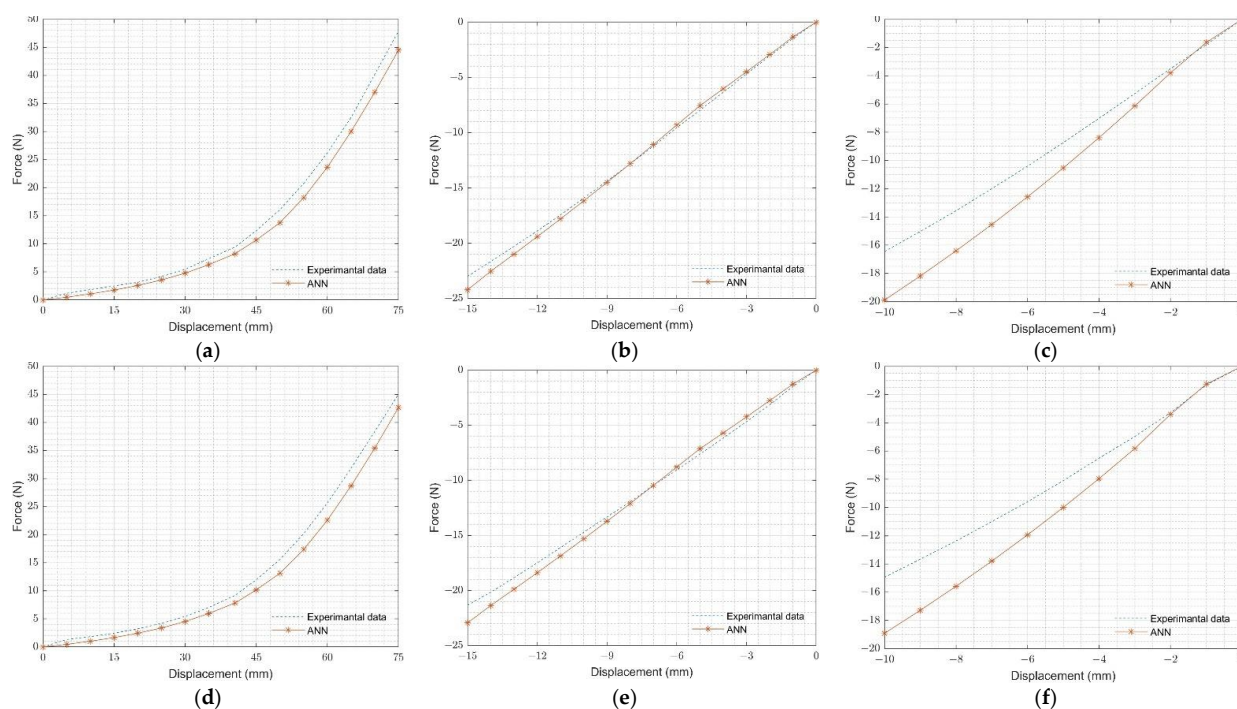 50
45
40
35
30
25
20
15
10
5
0
Force (N)
0 15 30 45 60 75
Displacement (mm)
Experimantal data
ANN
(a)
0
−5
−10
−15
−20
−25
Force (N)
−15 −12 −9 −6 −3 0
Displacement (mm)
Experimantal data
ANN
(b)
0
−2
−4
−6
−8
−10
−12
−14
−16
−18
−20
Force (N)
−10 −8 −6 −4 −2
Displacement (mm)
Experimantal data
ANN
(c)
50
45
40
35
30
25
20
15
10
5
0
Force (N)
0 15 30 45 60 75
Displacement (mm)
Experimantal data
ANN
(d)
0
−5
−10
−15
−20
−25
Force (N)
−15 −12 −9 −6 −3 0
Displacement (mm)
Experimantal data
ANN
(e)
0
−2
−4
−6
−8
−10
−12
−14
−16
−18
−20
Force (N)
−10 −8 −6 −4 −2
Displacement (mm)
Experimantal data
ANN
(f)